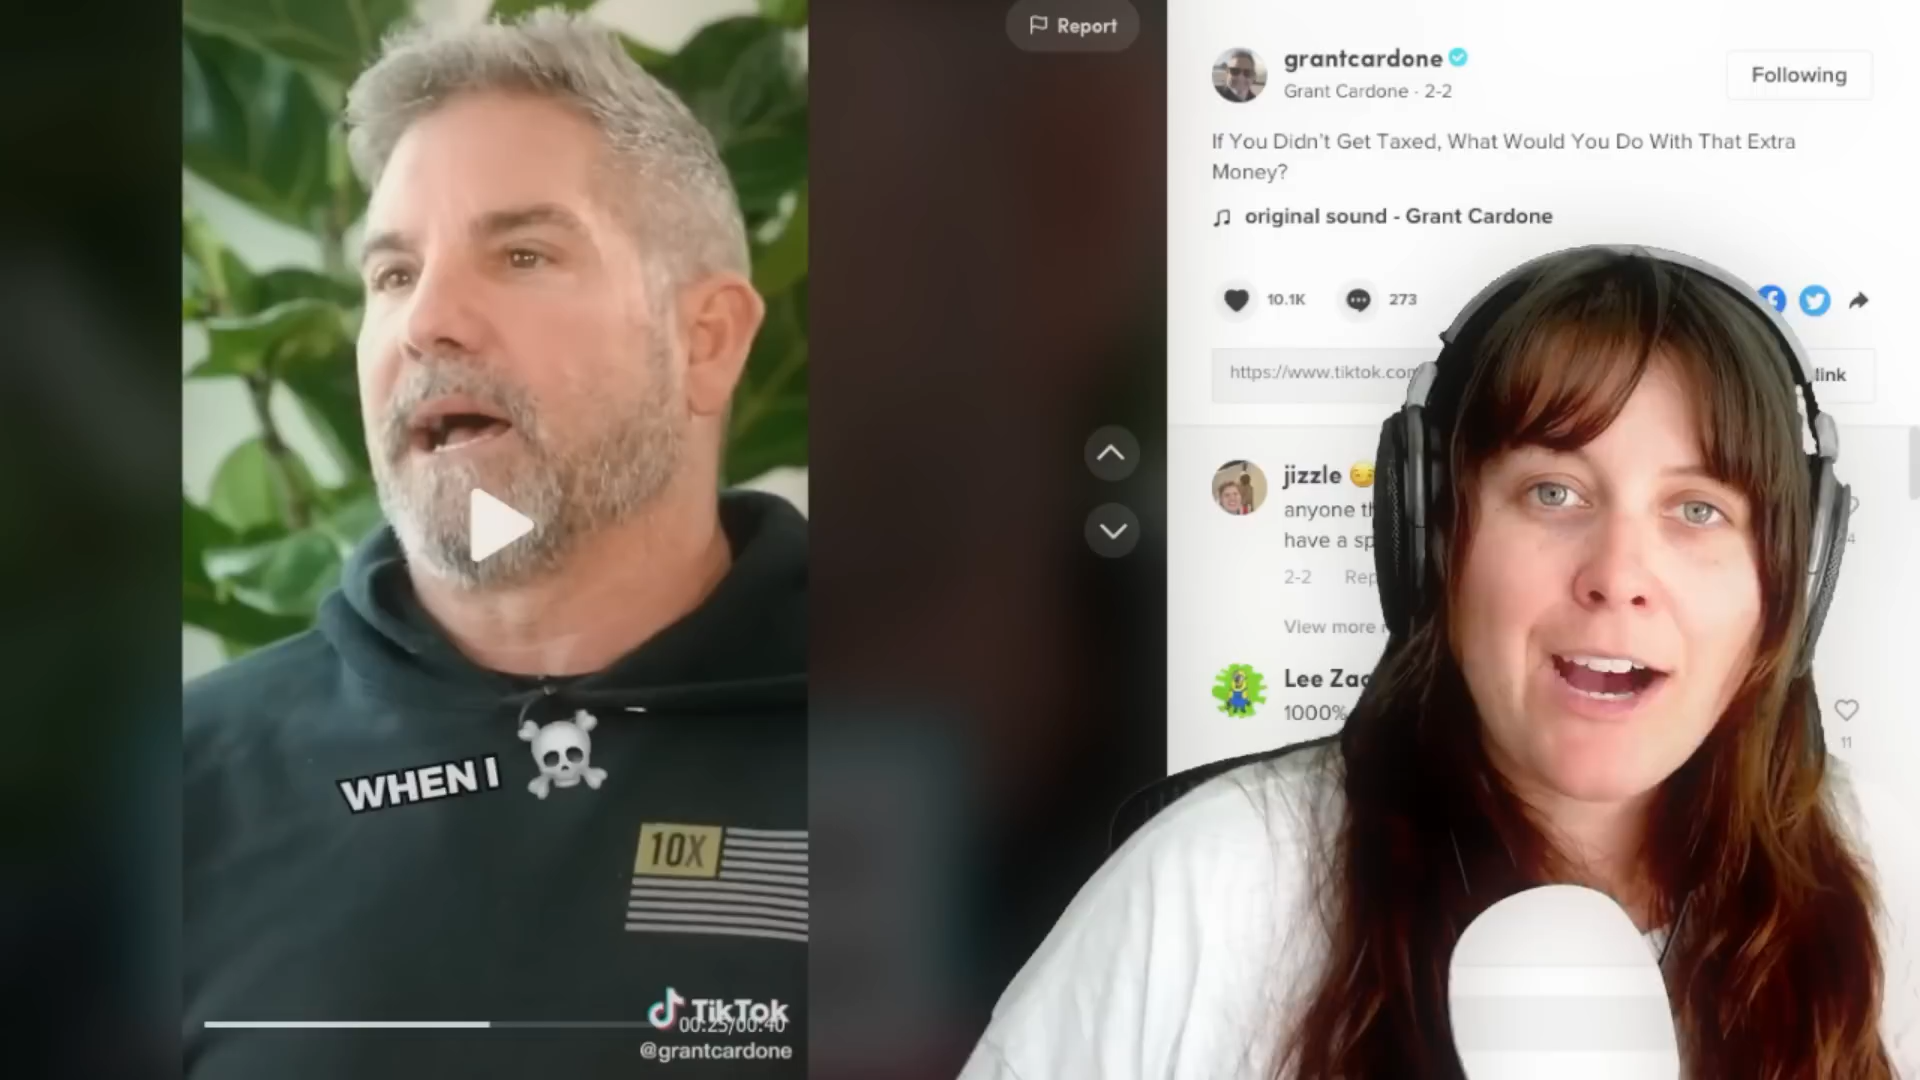 Report
grantcardone
Grant Cardone · 2-2
Following
If You Didn't Get Taxed, What Would You Do With That Extra
Money?
original sound - Grant Cardone
10.1K
273
https://www.tiktok.com
link
jizzle
anyone
have a
2-2
View more
Lee
1000%
11
WHEN I
10X
TikTok
00:25/00:40
@grantcardone